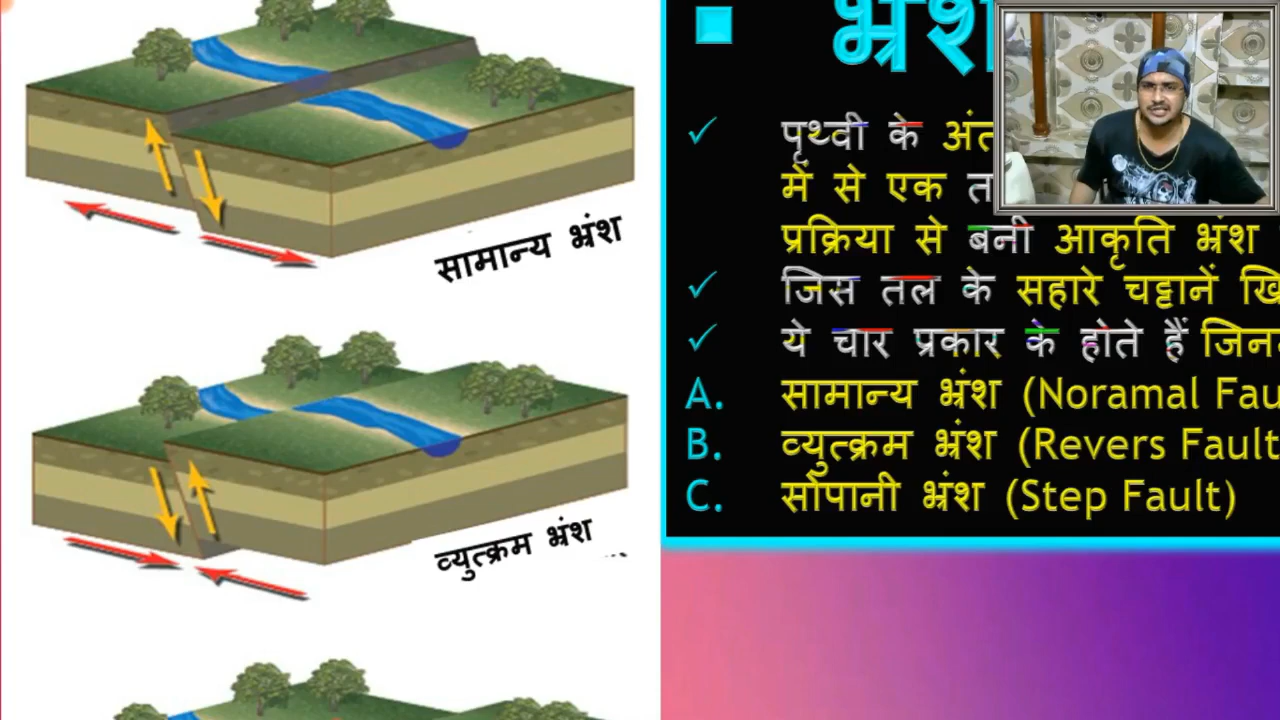 सामान्य भ्रंश
व्युत्क्रम भ्रंश
पृथ्वी के
में से एक
प्रक्रिया से बनी आकृति भ्रंश
जिस तल के सहारे चट्टानें
ये चार प्रकार के होते हैं
A. सामान्य भ्रंश (Noramal
B. व्युत्क्रम भ्रंश (Revers Fault
C. सोपानी भ्रंश (Step Fault)